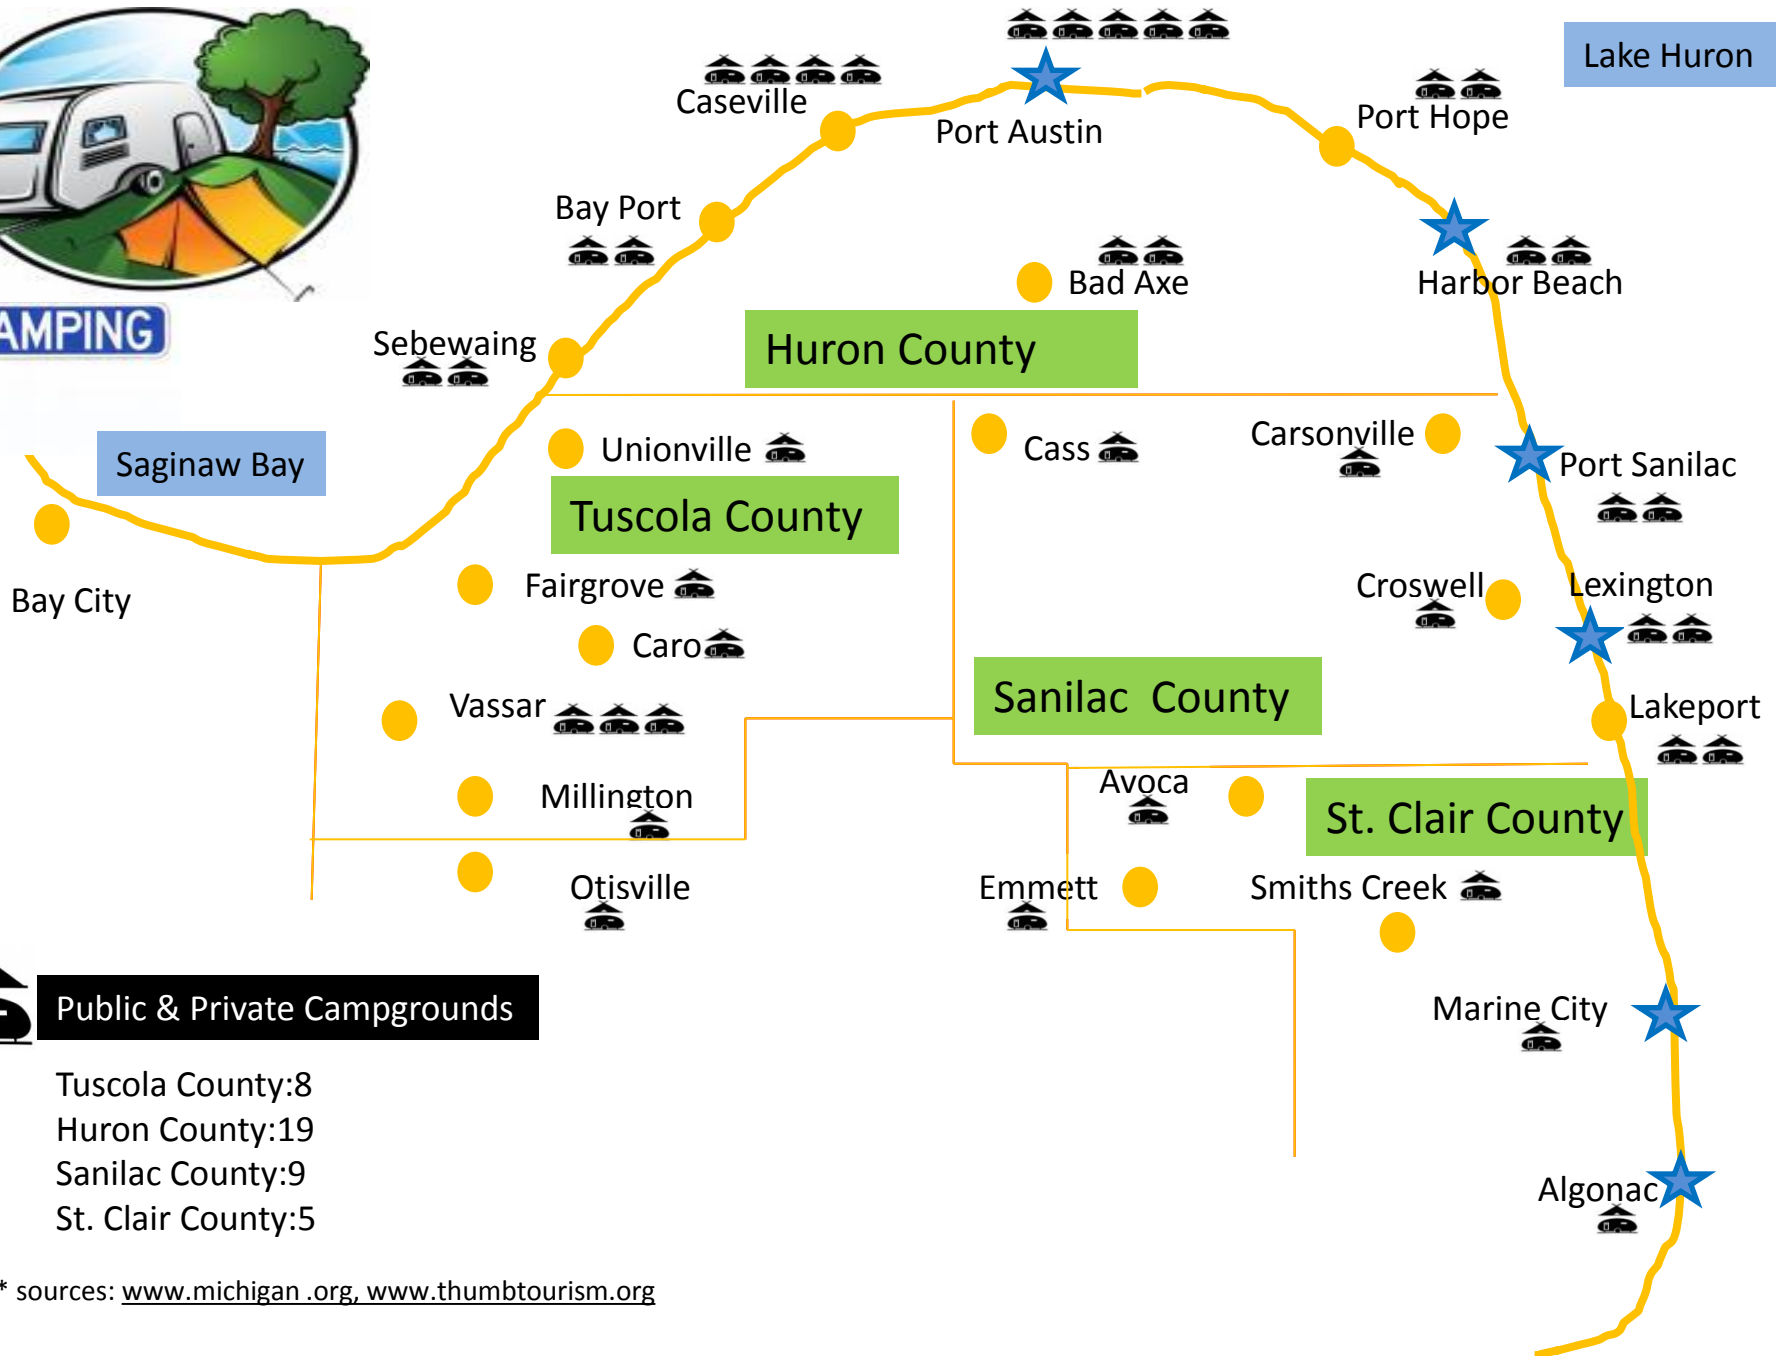 Lake Huron
Caseville
Port Austin
Port Hope
Bay Port
Bad Axe
Harbor Beach
AMPING
Sebewaing
Huron County
Saginaw Bay
Unionville
Cass
Carsonville
Port Sanilac
Tuscola County
Bay City
Fairgrove
Croswell
Lexington
Caro
Vassar
Sanilac County
Lakeport
Millington
Avoca
St. Clair County
Otisville
Emmett
Smiths Creek
Public & Private Campgrounds
Marine City
Tuscola County:8
Huron County:19
Sanilac County:9
St. Clair County:5
Algonac
* sources: www.michigan .org, www.thumbtourism.org